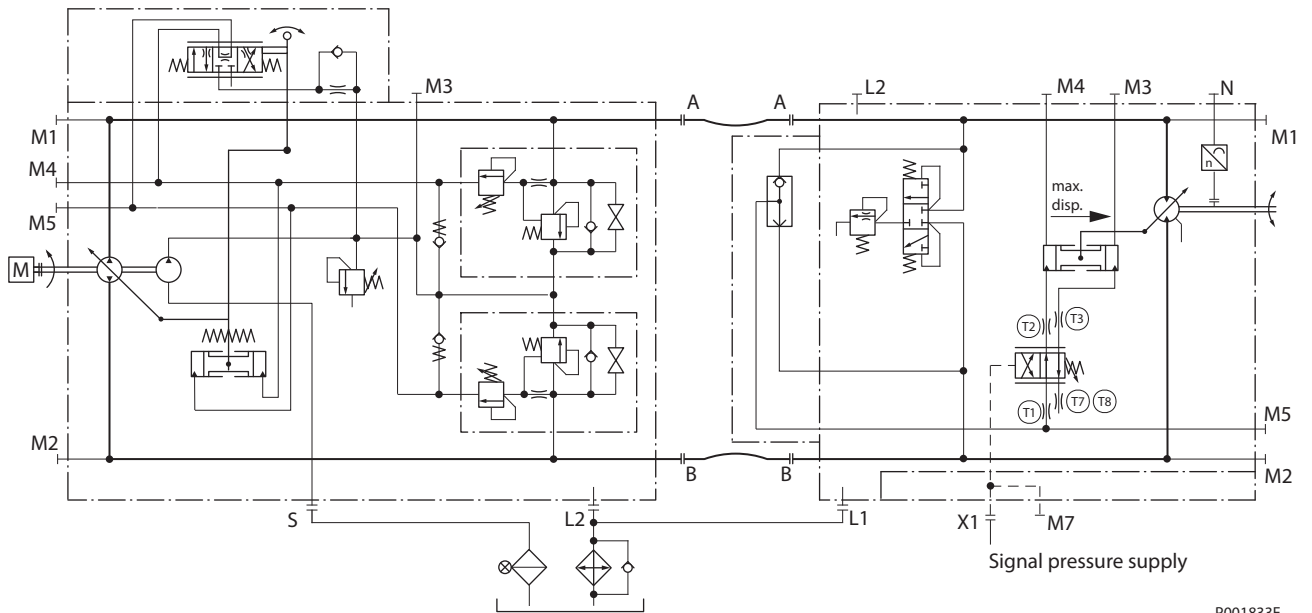 M3
A
A
L2
M4
M3
N
M1
M1
M4
M5
n
max.
disp.
M
T2
T3
T1
T7
T8
M5
M2
M2
B
B
S
L2
L1
X1
M7
Signal pressure supply
P001833E